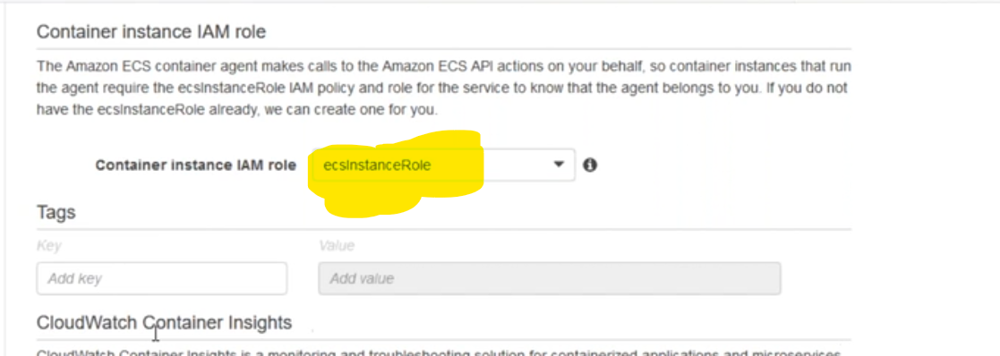 Container instance IAM role
The Amazon ECS container agent makes calls to the Amazon ECS API actions on your behalf, so container instances that run
the agent require the ecsInstanceRole IAM policy and role for the service to know that the agent belongs to you. If you do not
have the ecsInstanceRole already, we can create one for you.
Container instance IAM role ecsInstanceRole
Tags
Key Value
Add key Add value
CloudWatch Container Insights
CloudWatch Container Insights is a monitoring and troubleshooting solution for containerized applications and microservices